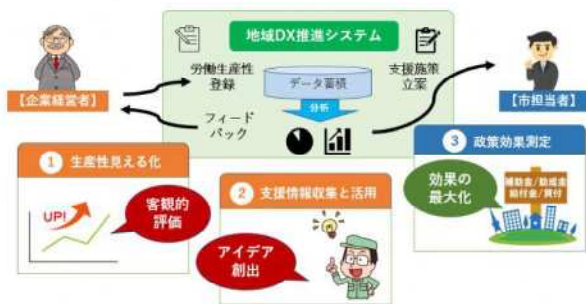 地域DX推進システム
労働生産性
登録
データ蓄積
支援施策
立案
分析
フィード
バック
【企業経営者】
【市担当者】
1 生産性見える化
UP!
客観的
評価
2 支援情報収集と活用
アイデア
創出
3 政策効果測定
効果の
最大化
補助金/助成金
給付金/貸付